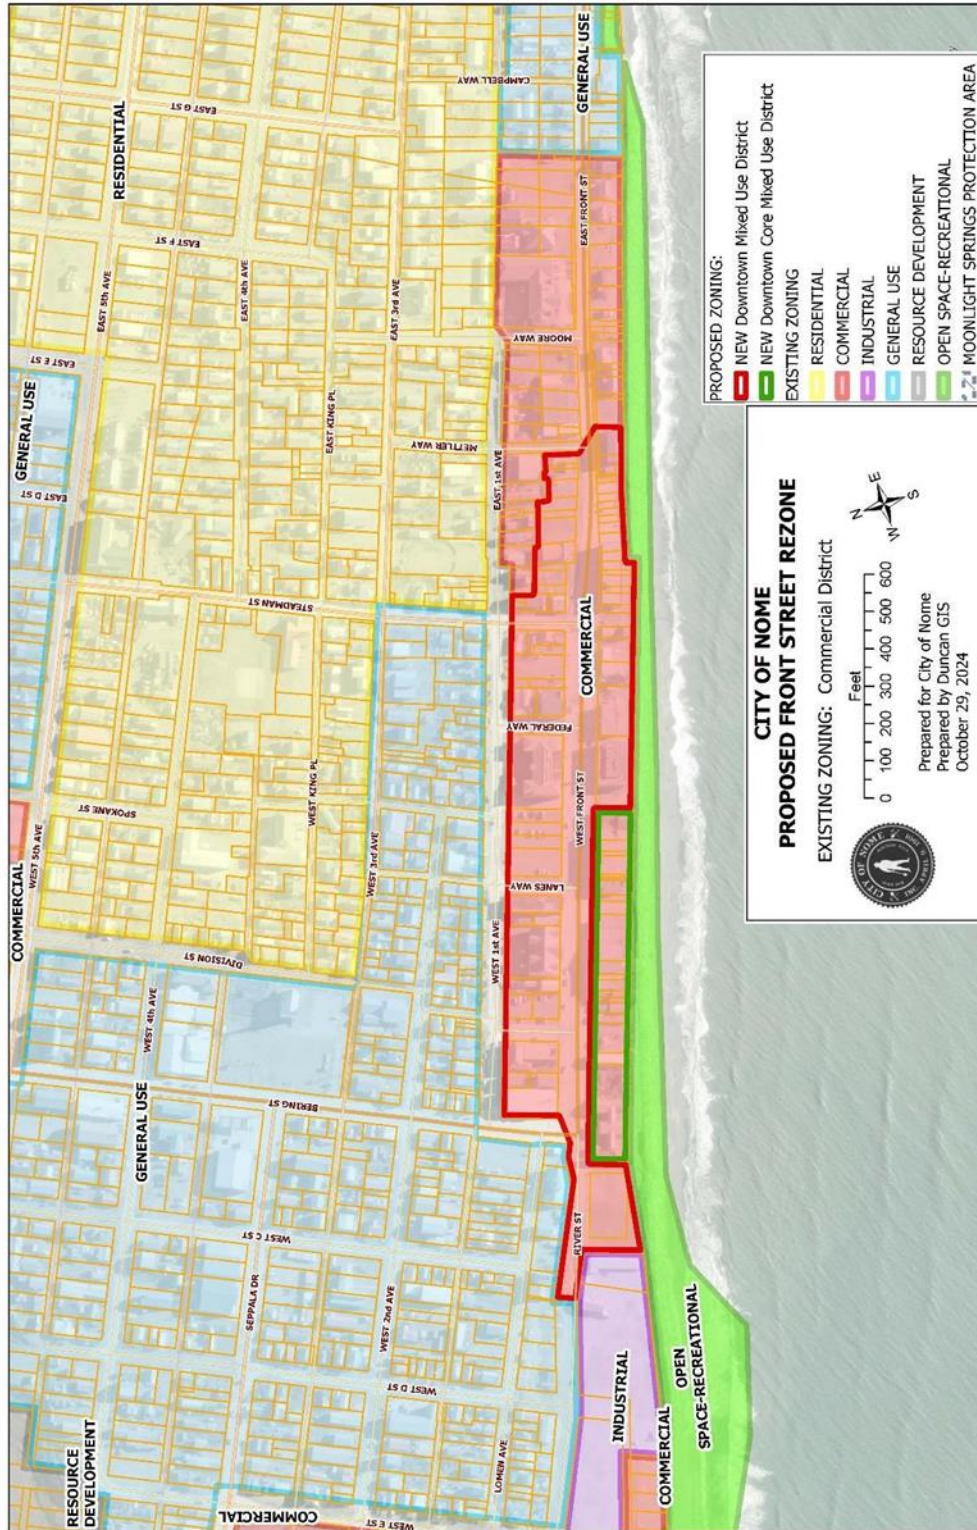 COMMERCIAL
GENERAL USE
RESOURCE
DEVELOPMENT
WEST 5th AVE
EAST D ST
EAST E ST
EAST 5th AVE
RESIDENTIAL
GENERAL USE
WEST 4th AVE
SPOKANE ST
EAST F ST
EAST G ST
DIVISION ST
EAST 4th AVE
SEPPALA DR
WEST C ST
BERING ST
STEADMAN ST
WEST KING PL
EAST KING PL
COMMERCIAL
WEST E ST
WEST D ST
WEST 2nd AVE
WEST 3rd AVE
EAST 3rd AVE
METTLER WAY
CAMPBELL WAY
LOMEN AVE
WEST 1st AVE
EAST 1st AVE
LANES WAY
FEDERAL WAY
MOORE WAY
RIVER ST
WEST FRONT ST
COMMERCIAL
EAST FRONT ST
GENERAL USE
INDUSTRIAL
COMMERCIAL
OPEN
SPACE-RECREATIONAL
CITY OF NOME
PROPOSED FRONT STREET REZONE
EXISTING ZONING: Commercial District
Feet
0 100 200 300 400 500 600
N
E
S
W
CITY OF NOME
Prepared for City of Nome
Prepared by Duncan GIS
October 29, 2024
PROPOSED ZONING:
NEW Downtown Mixed Use District
NEW Downtown Core Mixed Use District
EXISTING ZONING
RESIDENTIAL
COMMERCIAL
INDUSTRIAL
GENERAL USE
RESOURCE DEVELOPMENT
OPEN SPACE-RECREATIONAL
MOONLIGHT SPRINGS PROTECTION AREA